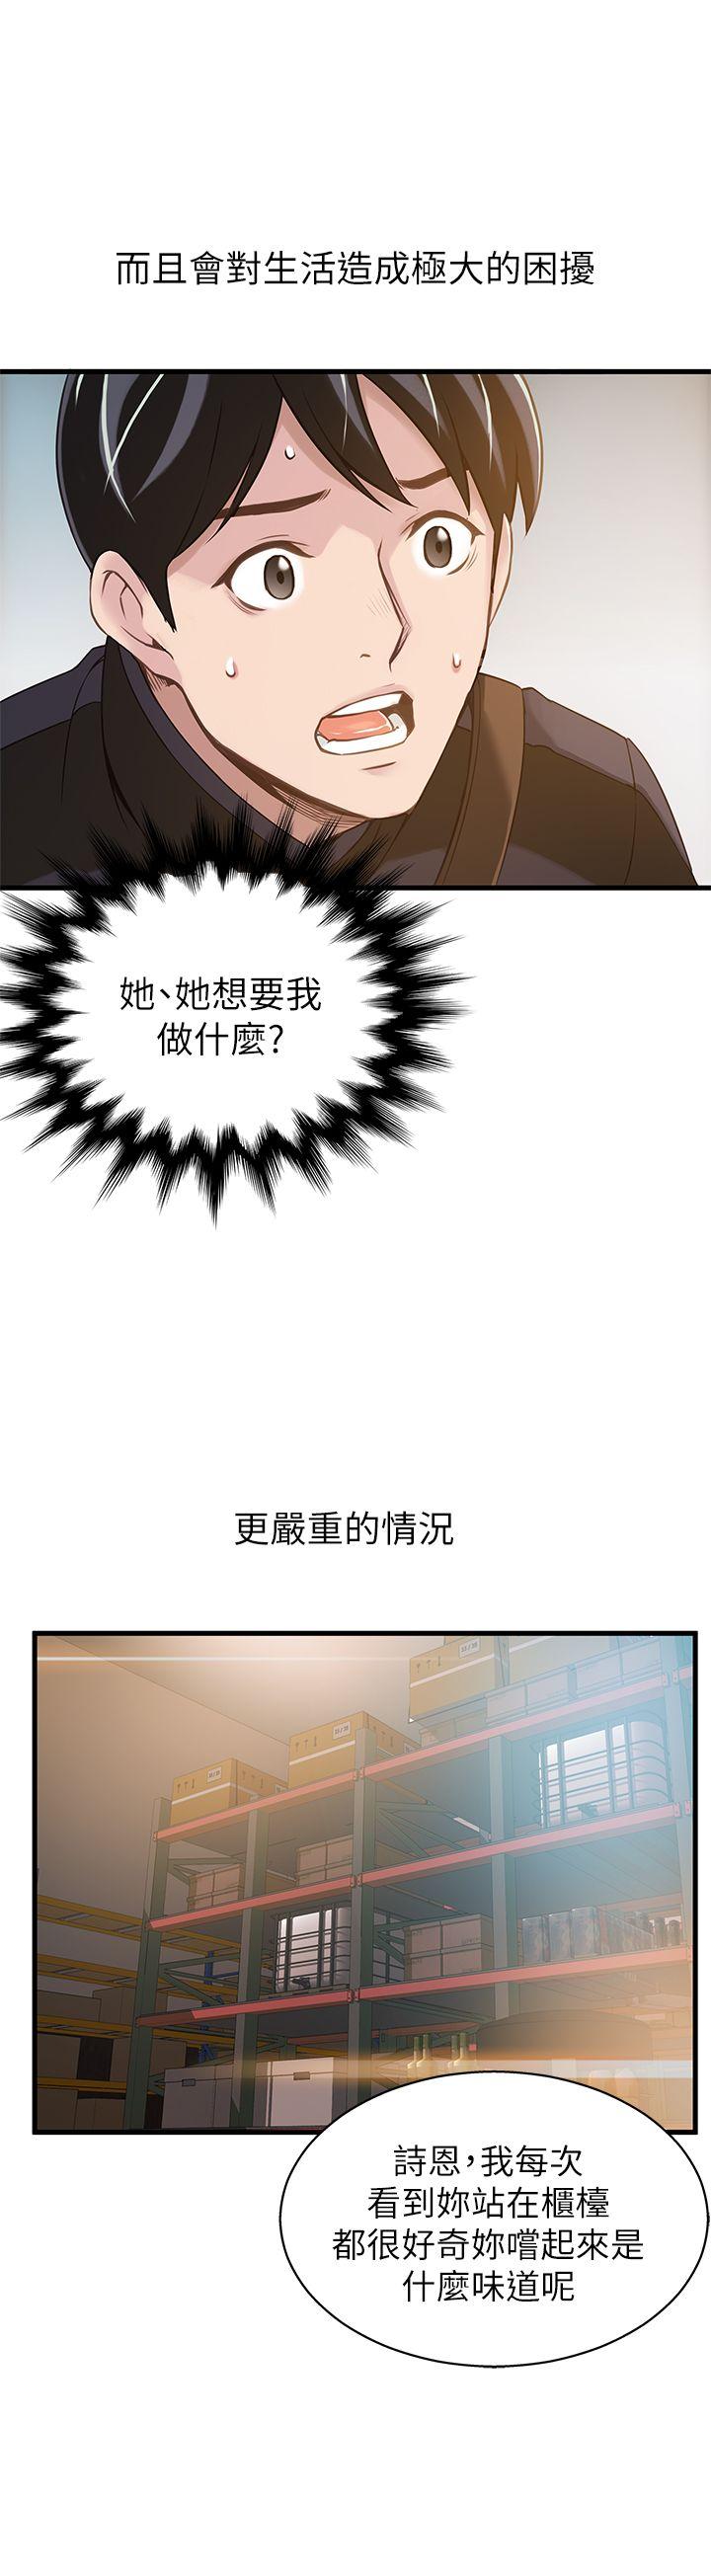 而且會對生活造成極大的困擾
她、她想要我
做什麼?
更嚴重的情況
詩恩,我每次
看到妳站在櫃檯
都很好奇妳嚐起來是
什麼味道呢